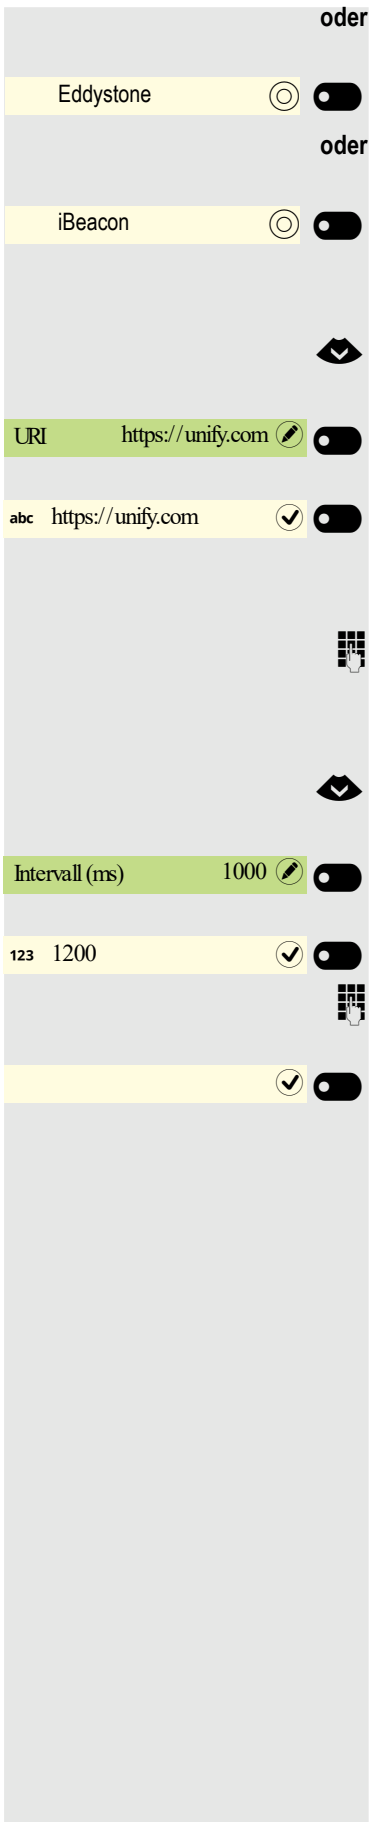 oder
Eddystone
oder
iBeacon
URI https://unify.com
abc https://unify.com
Intervall (ms) 1000
123 1200